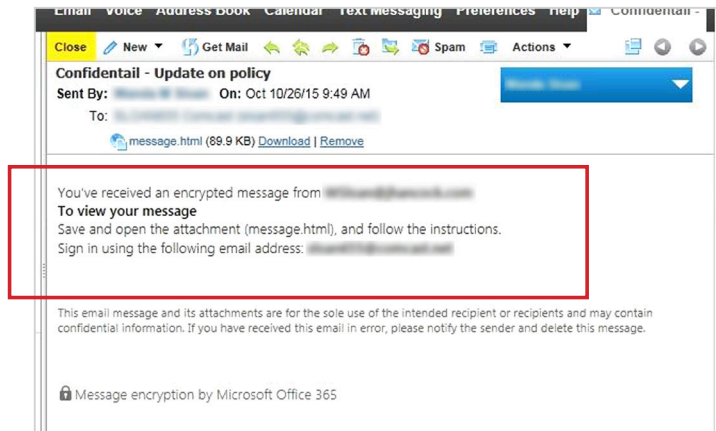 Email Voice Address Book Calendar Text Messaging Preferences Help Confidentail -
Close New Get Mail Spam Actions
Confidentail - Update on policy
Sent By: On: Oct 10/26/15 9:49 AM
To:
message.html (89.9 KB) Download | Remove
You've received an encrypted message from
To view your message
Save and open the attachment (message.html), and follow the instructions.
Sign in using the following email address:
This email message and its attachments are for the sole use of the intended recipient or recipients and may contain
confidential information. If you have received this email in error, please notify the sender and delete this message.
Message encryption by Microsoft Office 365